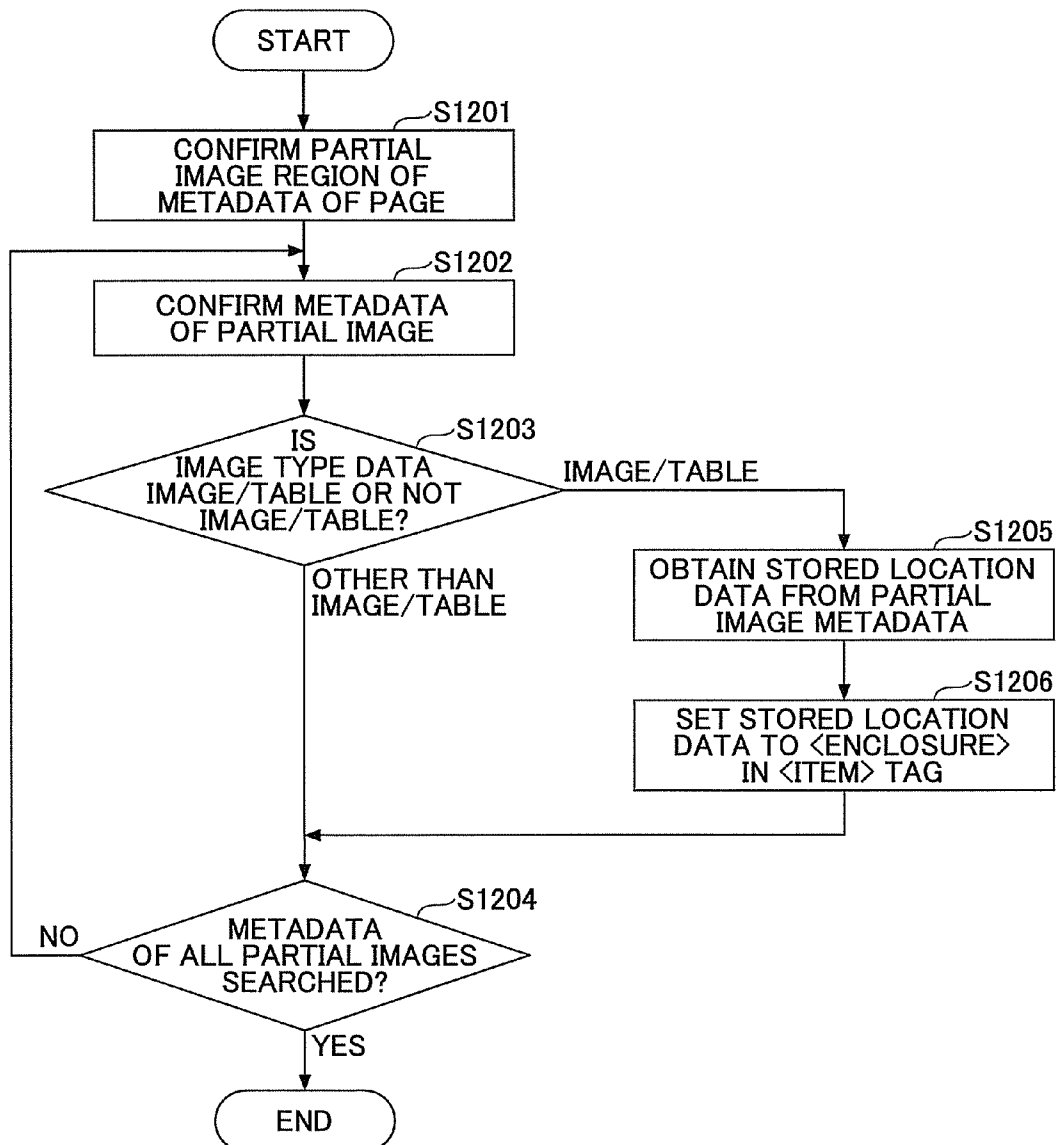 START
S1201
CONFIRM PARTIAL
IMAGE REGION OF
METADATA OF PAGE
S1202
CONFIRM METADATA
OF PARTIAL IMAGE
S1203
IS
IMAGE TYPE DATA
IMAGE/TABLE OR NOT
IMAGE/TABLE?
IMAGE/TABLE
OTHER THAN
IMAGE/TABLE
S1205
OBTAIN STORED LOCATION
DATA FROM PARTIAL
IMAGE METADATA
S1206
SET STORED LOCATION
DATA TO <ENCLOSURE>
IN <ITEM> TAG
S1204
METADATA
OF ALL PARTIAL IMAGES
SEARCHED?
NO
YES
END